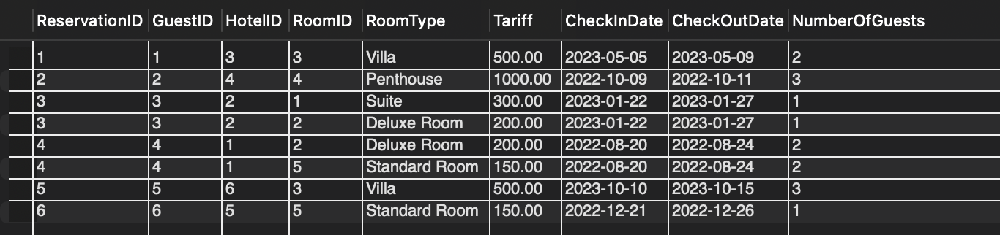 ReservationID GuestID HotelID RoomID RoomType Tariff CheckInDate CheckOutDate NumberOfGuests
1 1 3 3 Villa 500.00 2023-05-05 2023-05-09 2
2 2 4 4 Penthouse 1000.00 2022-10-09 2022-10-11 3
3 3 2 1 Suite 300.00 2023-01-22 2023-01-27 1
3 3 2 2 Deluxe Room 200.00 2023-01-22 2023-01-27 1
4 4 1 2 Deluxe Room 200.00 2022-08-20 2022-08-24 2
4 4 1 5 Standard Room 150.00 2022-08-20 2022-08-24 2
5 5 6 3 Villa 500.00 2023-10-10 2023-10-15 3
6 6 5 5 Standard Room 150.00 2022-12-21 2022-12-26 1